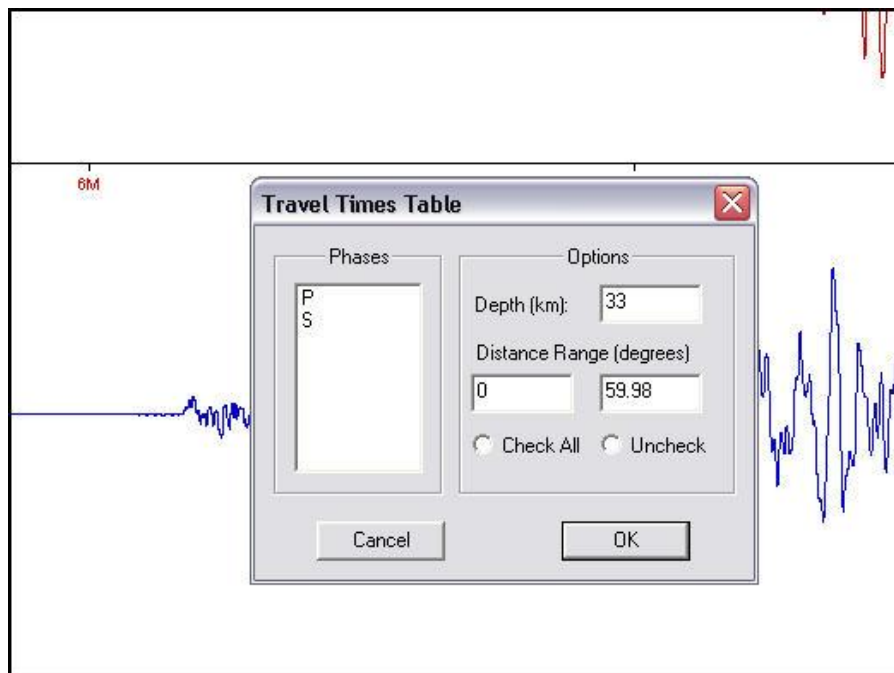 6M
Travel Times Table
Phases
P
S
Options
Depth (km):
33
Distance Range (degrees)
0
59.98
Check All
Uncheck
Cancel
OK